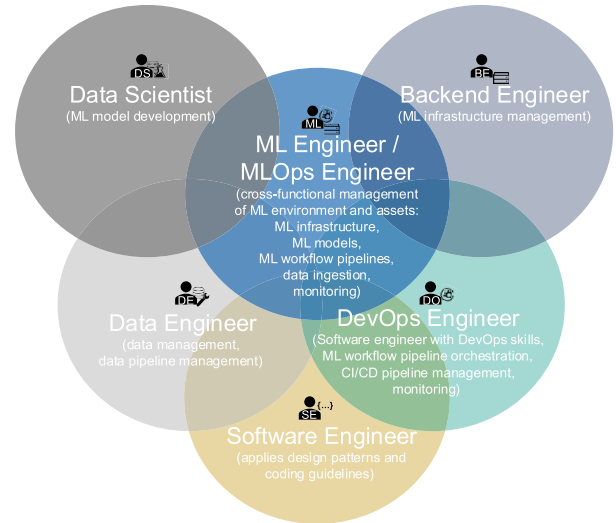 DS
Data Scientist
(ML model development)
BE
Backend Engineer
(ML infrastructure management)
ML
ML Engineer /
MLOps Engineer
(cross-functional management
of ML environment and assets:
ML infrastructure,
ML models,
ML workflow pipelines,
data ingestion,
monitoring)
DE
Data Engineer
(data management,
data pipeline management)
DO
DevOps Engineer
(Software engineer with DevOps skills,
ML workflow pipeline orchestration,
CI/CD pipeline management,
monitoring)
SE {...}
Software Engineer
(applies design patterns and
coding guidelines)